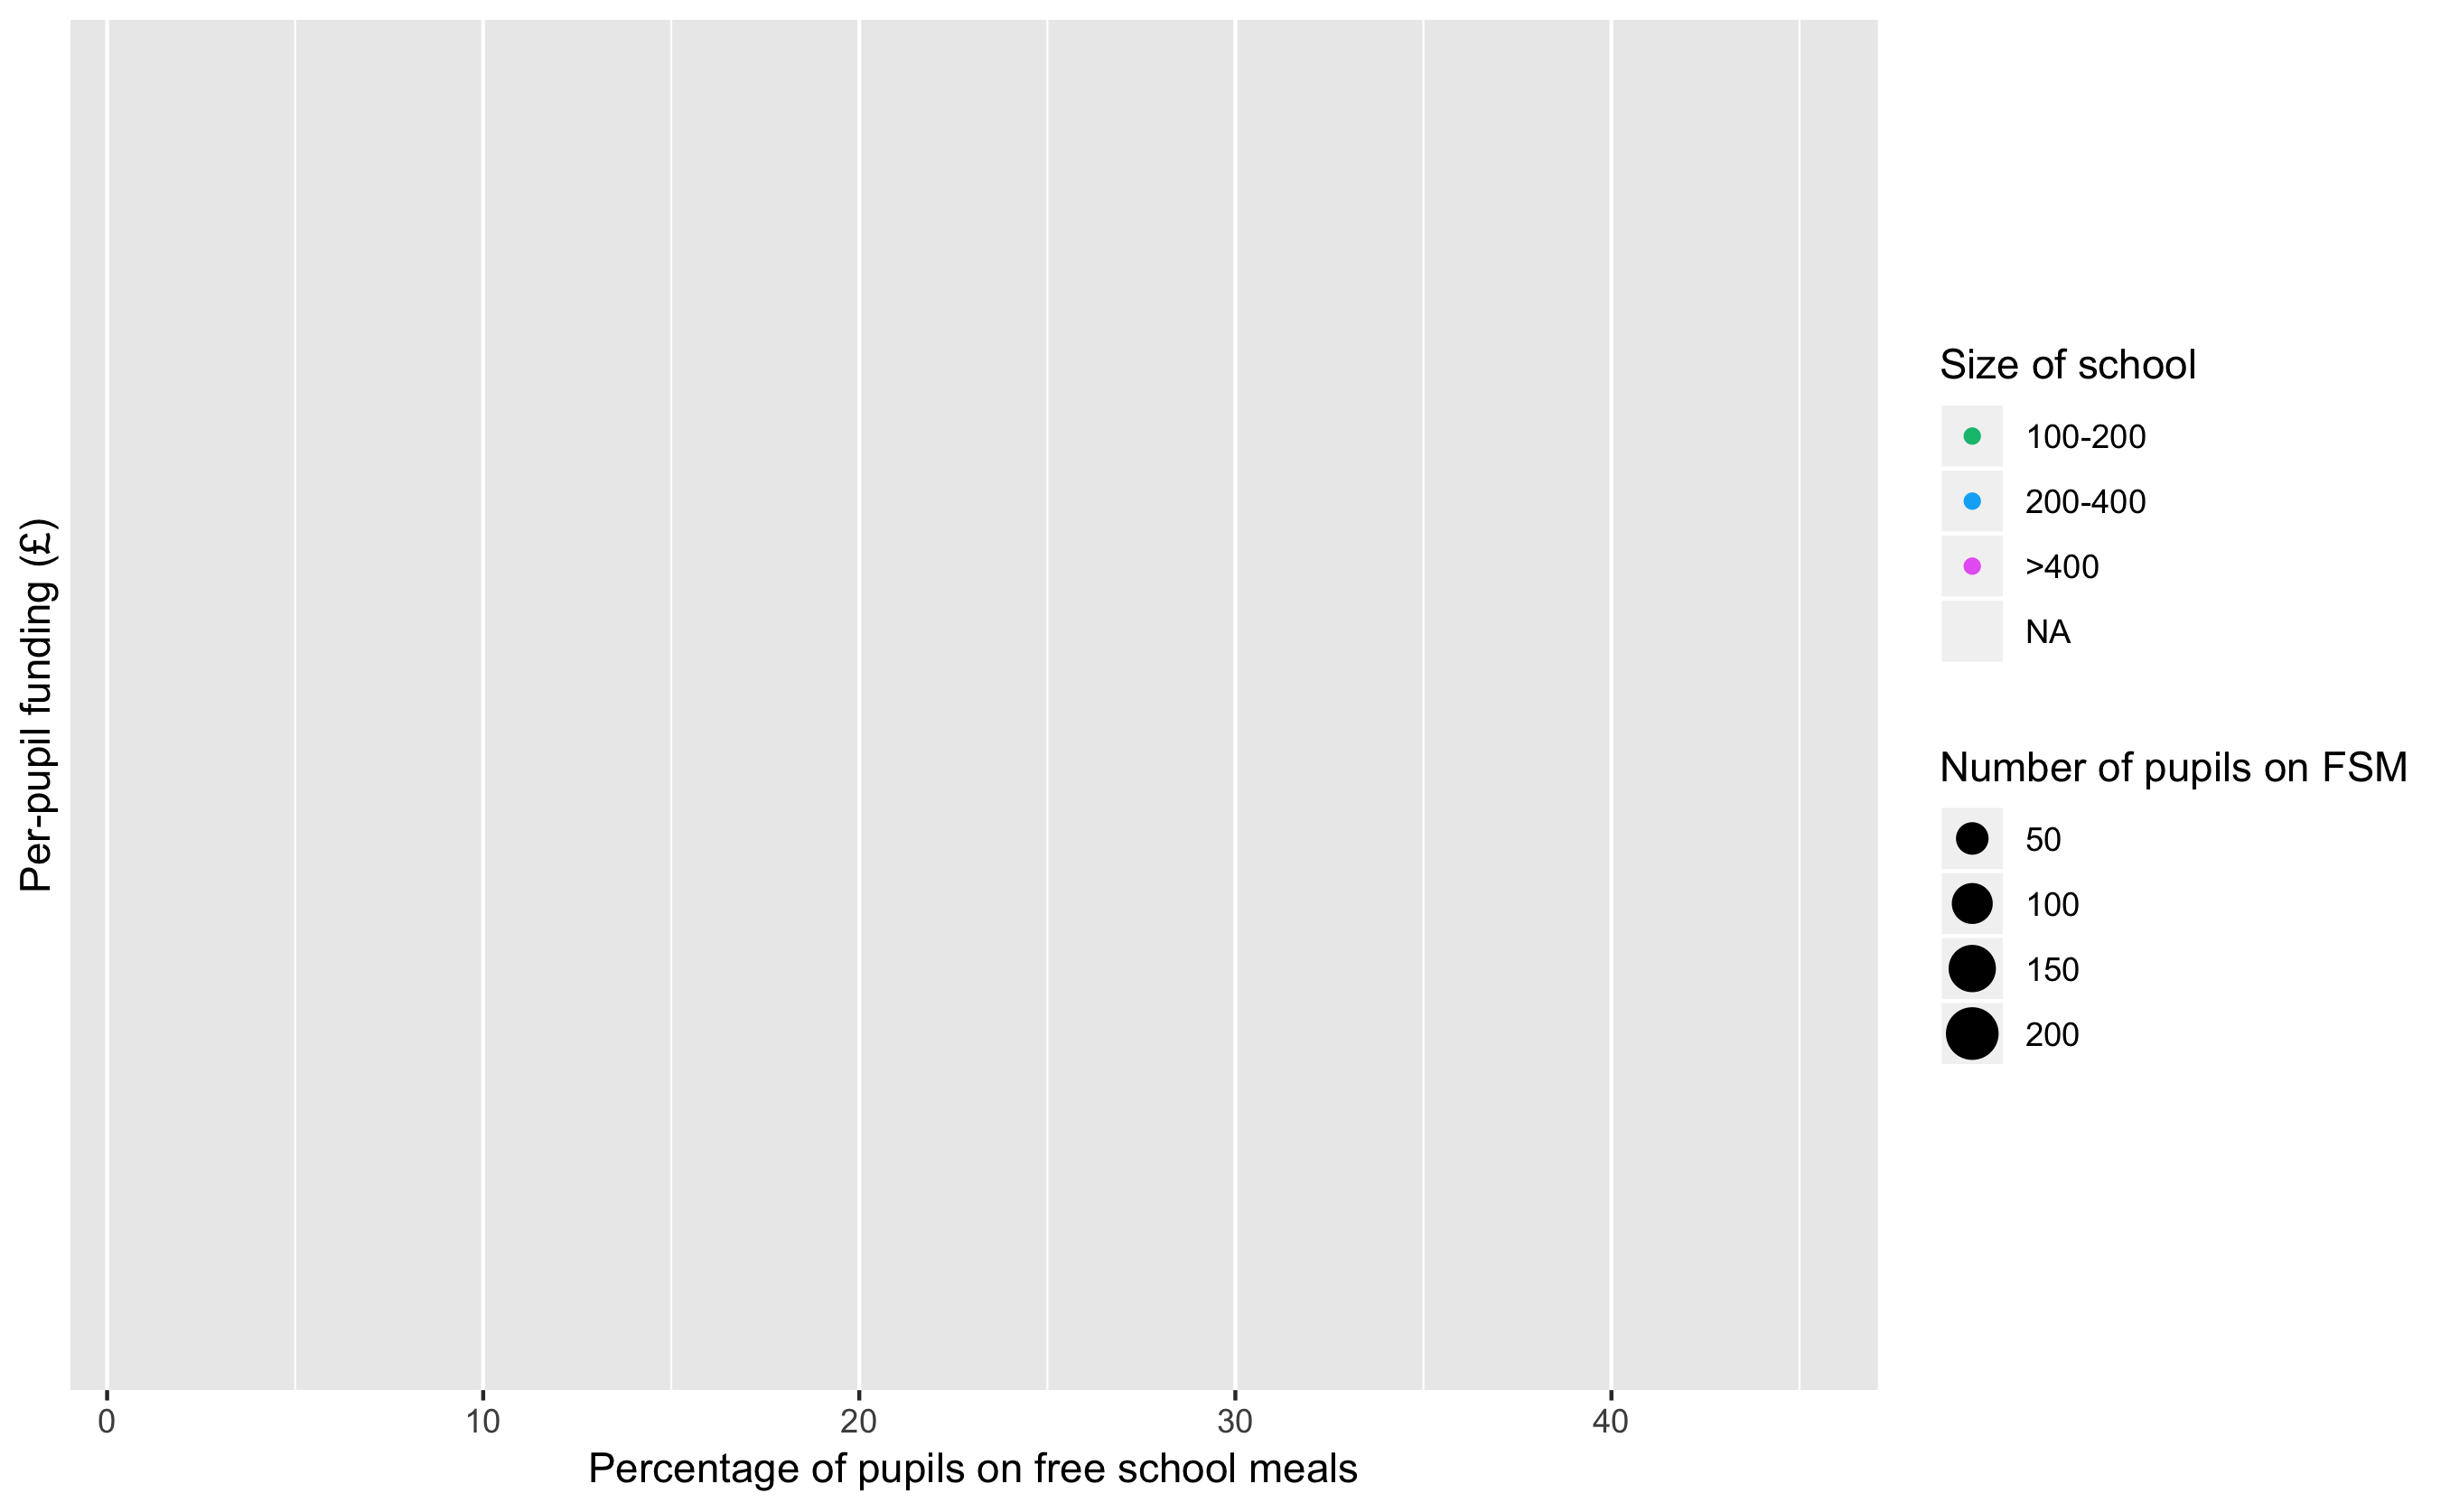 Per-pupil funding (£)
0
10
20
30
40
Percentage of pupils on free school meals
Size of school
100-200
200-400
>400
NA
Number of pupils on FSM
50
100
150
200